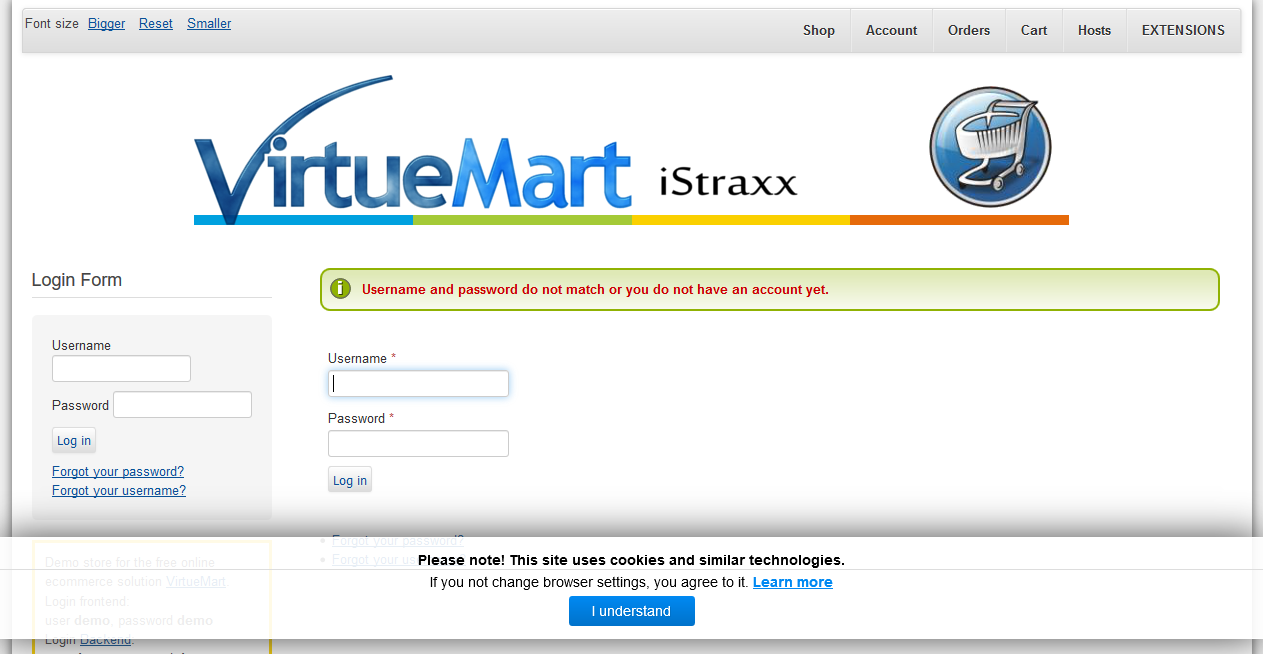 Font size Bigger Reset Smaller
Shop Account Orders Cart Hosts EXTENSIONS
VirtueMart iStraxx
Login Form
Username
Password
Log in
Forgot your password?
Forgot your username?
Username and password do not match or you do not have an account yet.
Username *
Password *
Log in
Forgot your password?
Forgot your us
Demo store for the free online
ecommerce solution VirtueMart
Login frontend:
user demo, password demo
Login Backend:
Please note! This site uses cookies and similar technologies.
If you not change browser settings, you agree to it. Learn more
I understand